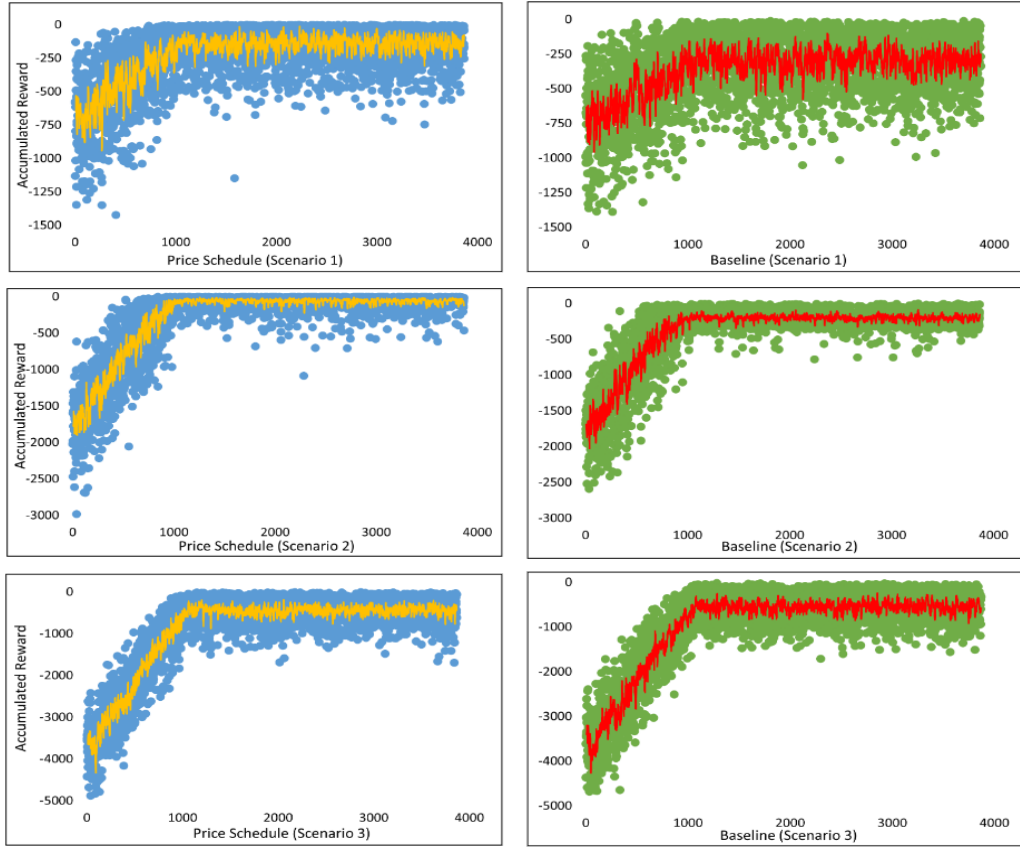 0
-250
-500
-750
-1000
-1250
-1500
Accumulated Reward
0 1000 2000 3000 4000
Price Schedule (Scenario 1)
0
-250
-500
-750
-1000
-1250
-1500
0 1000 2000 3000 4000
Baseline (Scenario 1)
0
-500
-1000
-1500
-2000
-2500
-3000
Accumulated Reward
0 1000 2000 3000 4000
Price Schedule (Scenario 2)
0
-500
-1000
-1500
-2000
-2500
-3000
0 1000 2000 3000 4000
Baseline (Scenario 2)
0
-1000
-2000
-3000
-4000
-5000
Accumulated Reward
0 1000 2000 3000 4000
Price Schedule (Scenario 3)
0
-1000
-2000
-3000
-4000
-5000
0 1000 2000 3000 4000
Baseline (Scenario 3)